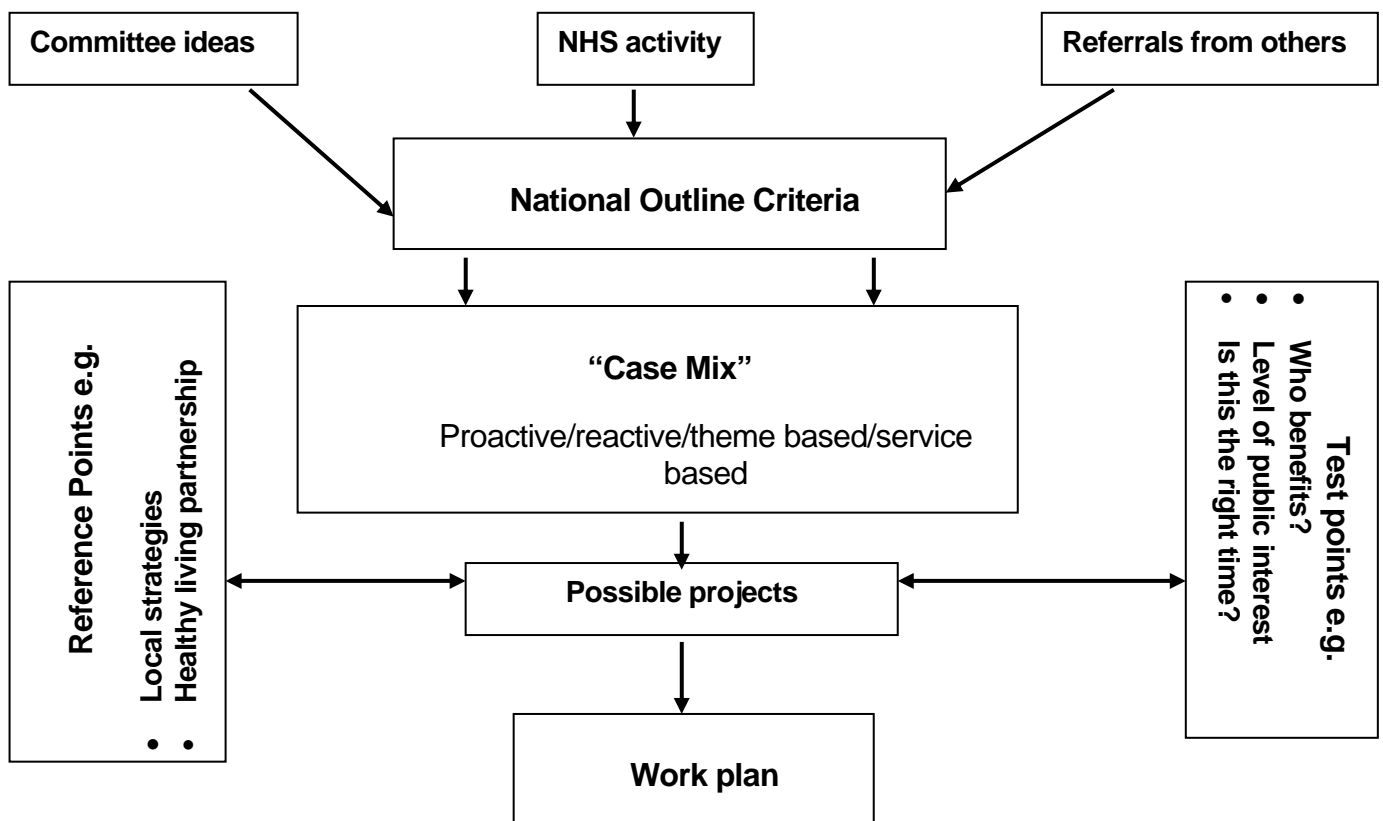 Committee ideas
NHS activity
Referrals from others
National Outline Criteria
“Case Mix”
Proactive/reactive/theme based/service
based
Reference Points e.g.
• Local strategies
• Healthy living partnership
Possible projects
Test points e.g.
• Who benefits?
• Level of public interest
• Is this the right time?
Work plan